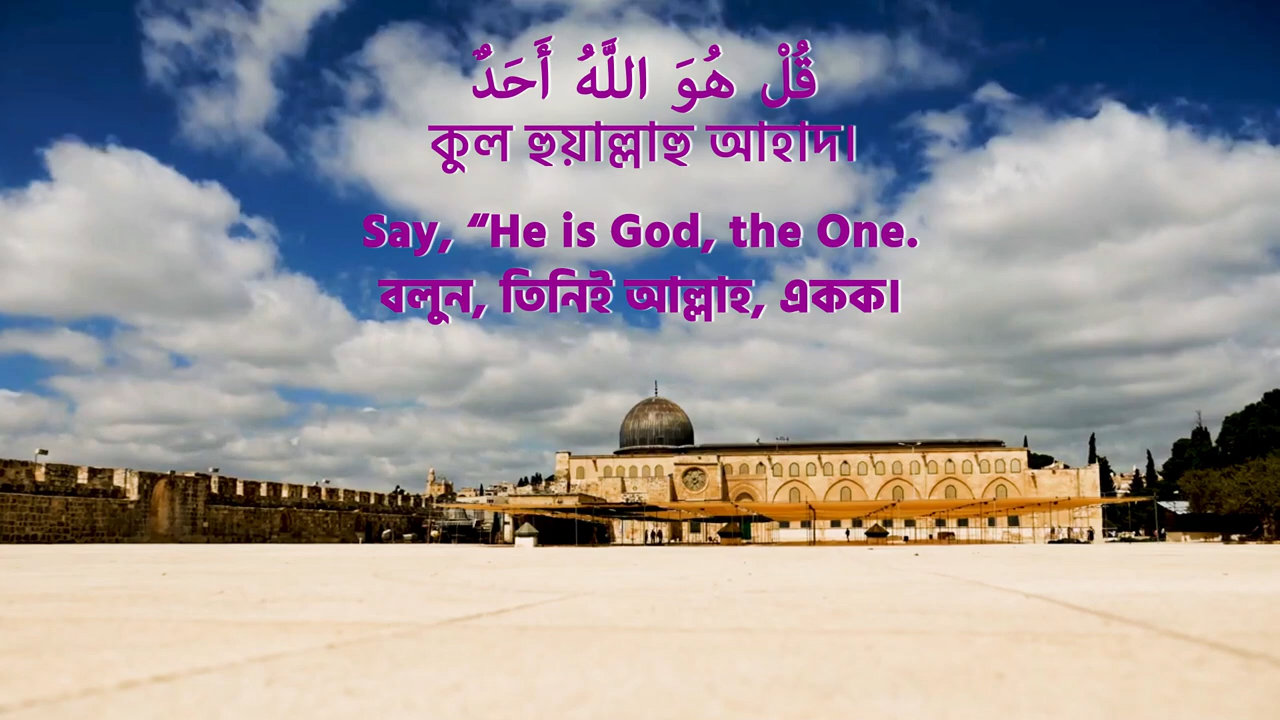 قُلْ هُوَ اللَّهُ أَحَدٌ
কুল হুয়াল্লাহু আহাদ।
Say, “He is God, the One.
বলুন, তিনিই আল্লাহ, একক।